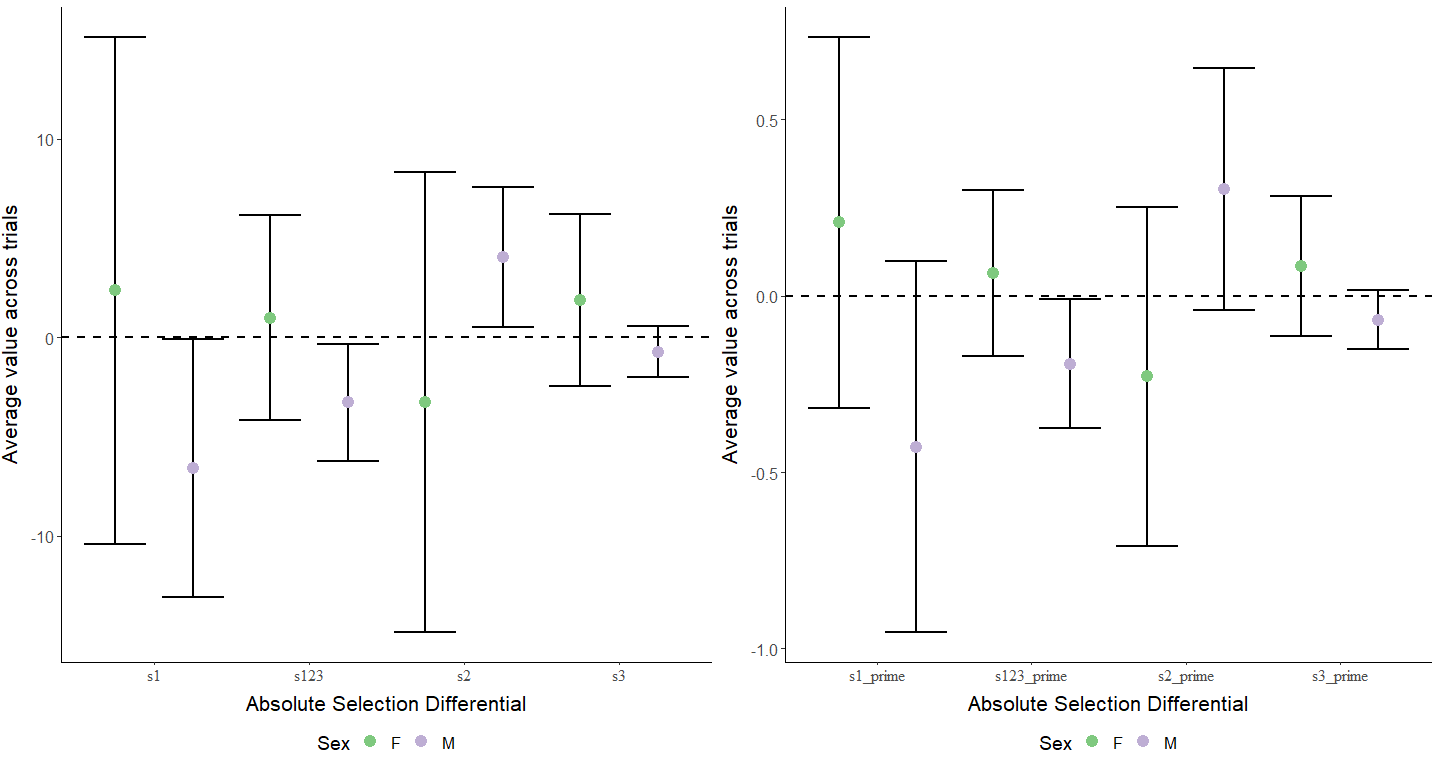 Average value across trials
10
0
-10
s1 s123 s2 s3
Absolute Selection Differential
Sex F M
Average value across trials
0.5
0.0
-0.5
-1.0
s1_prime s123_prime s2_prime s3_prime
Absolute Selection Differential
Sex F M